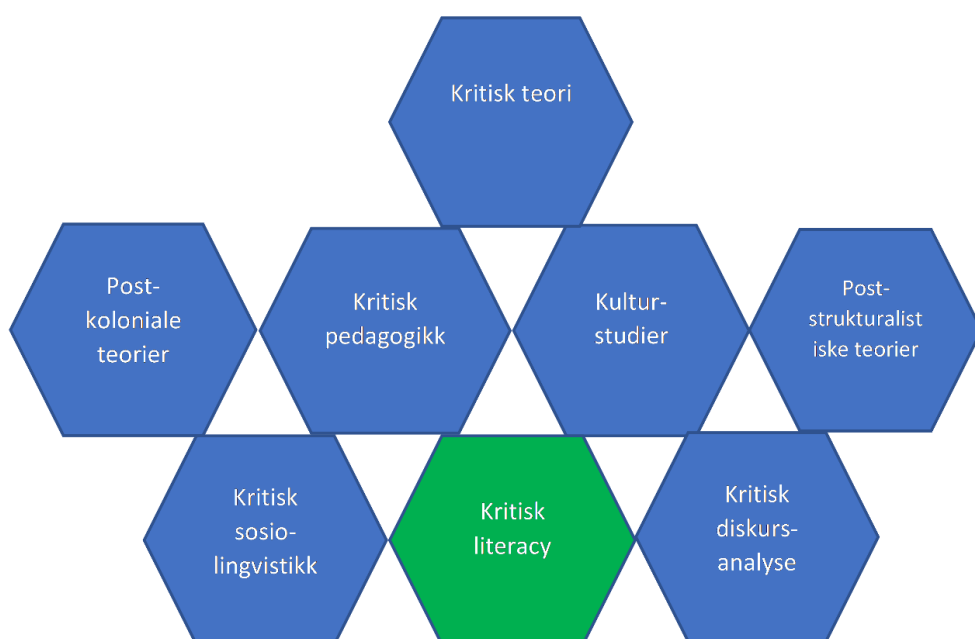 Kritisk teori
Post-
koloniale
teorier
Kritisk
pedagogikk
Kultur-
studier
Post-
strukturalist
iske teorier
Kritisk
sosio-
lingvistikk
Kritisk
literacy
Kritisk
diskurs-
analyse